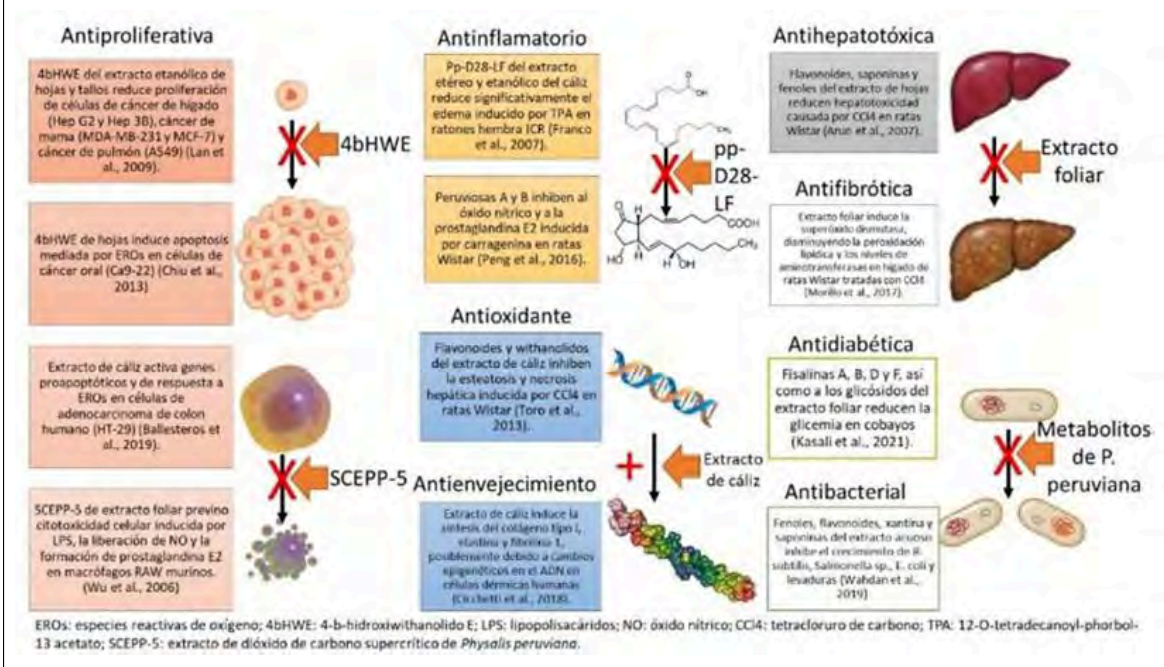 Antiproliferativa
4bHWE del extracto etanólico de
hojas y tallos reduce proliferación
de células de cáncer de hígado
(Hep G2 y Hep 3B), cáncer de
mama (MDA-MB-231 y MCF-7) y
cáncer de pulmón (A549) (Lan et
al., 2009).
4bHWE de hojas induce apoptosis
mediada por EROs en células de
cáncer oral (Ca9-22) (Chiu et al.,
2013)
Extracto de cáliz activa genes
proapoptóticos y de respuesta a
EROs en células de
adenocarcinoma de colon
humano (HT-29) (Ballesteros et
al., 2019).
SCEPP-5 de extracto foliar previno
citotoxicidad celular inducida por
LPS, la liberación de NO y la
formación de prostaglandina E2
en macrófagos RAW murinos.
(Wu et al., 2006)
4bHWE
SCEPP-5
Antinflamatorio
Pp-D28-LF del extracto
etéreo y etanólico del cáliz
reduce significativamente el
edema inducido por TPA en
ratones hembra ICR (Franco
et al., 2007).
Peruviosas A y B inhiben al
óxido nítrico y a la
prostaglandina E2 inducida
por carragenina en ratas
Wistar (Peng et al., 2016).
O
OH
CH₃
pp-
D28-
LF
O
H
COOH
CH₃
HO
H
H
OH
Antioxidante
Flavonoides y withanolidos
del extracto de cáliz inhiben
la esteatosis y necrosis
hepática inducida por CCl4 en
ratas Wistar (Toro et al.,
2013).
Antienvejecimiento
Extracto de cáliz induce la
síntesis del colágeno tipo I,
elastina y fibrilina 1,
posiblemente debido a cambios
epigenéticos en el ADN en
células dérmicas humanas
(Cicchetti et al., 2018).
+
Extracto
de cáliz
Antihepatotóxica
Flavonoides, saponinas y
fenoles del extracto de hojas
reducen hepatotoxicidad
causada por CCl4 en ratas
Wistar (Arun et al., 2007).
Extracto
foliar
Antifibrótica
Extracto foliar induce la
superóxido dismutasa,
disminuyendo la peroxidación
lipídica y los niveles de
aminotransferasas en hígado de
ratas Wistar tratadas con CCl4
(Morillo et al., 2017).
Antidiabética
Fisalinas A, B, D y F, así
como a los glicósidos del
extracto foliar reducen la
glicemia en cobayos
(Kasali et al., 2021).
Antibacterial
Fenoles, flavonoides, xantina y
saponinas del extracto acuoso
inhibe el crecimiento de B.
subtilis, Salmonella sp., E. coli y
levaduras (Wahdan et al.,
2019)
Metabolitos
de P.
peruviana
EROs: especies reactivas de oxígeno; 4bHWE: 4-b-hidroxiwithanolido E; LPS: lipopolisacáridos; NO: óxido nítrico; CCl4: tetracloruro de carbono; TPA: 12-O-tetradecanoyl-phorbol-
13 acetato; SCEPP-5: extracto de dióxido de carbono supercrítico de Physalis peruviana.